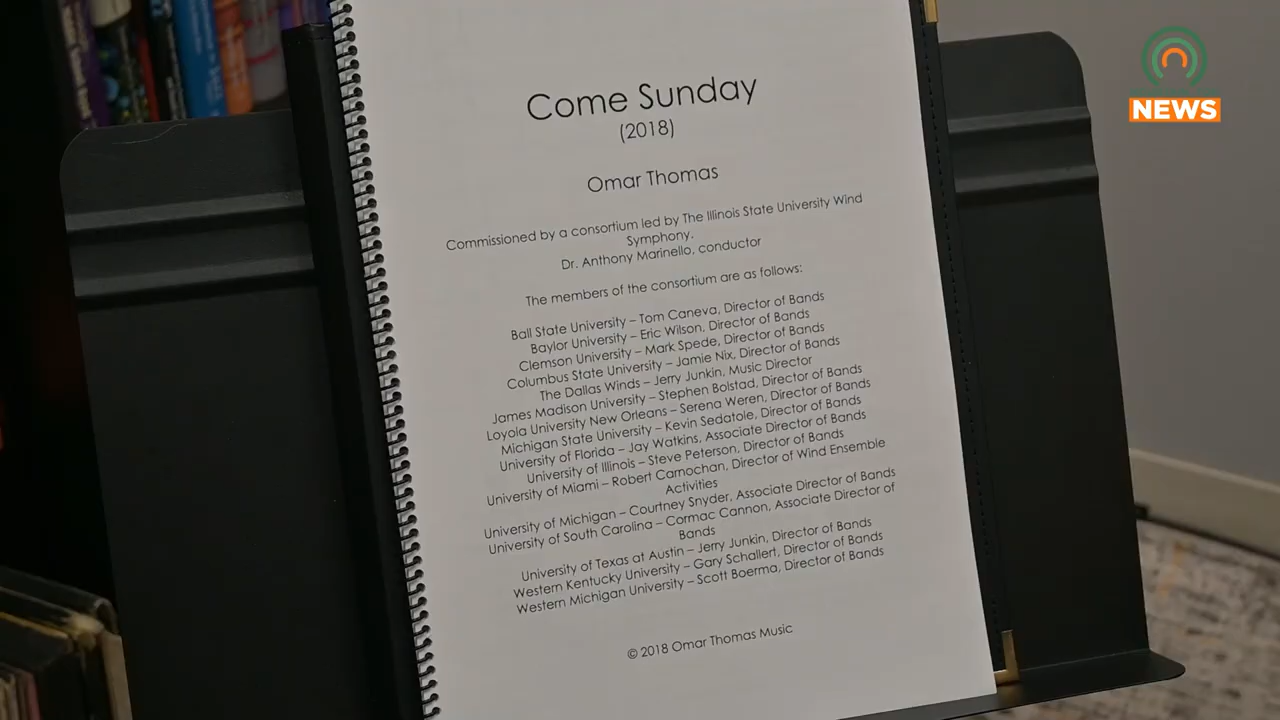 NEWS
Come Sunday
(2018)
Omar Thomas
Commissioned by a consortium led by The Illinois State University Wind
Symphony.
Dr. Anthony Marinello, conductor
The members of the consortium are as follows:
Ball State University – Tom Caneva, Director of Bands
Baylor University – Eric Wilson, Director of Bands
Clemson University – Mark Spede, Director of Bands
Columbus State University – Jamie Nix, Director of Bands
The Dallas Winds – Jerry Junkin, Music Director
James Madison University – Stephen Bolstad, Director of Bands
Loyola University New Orleans – Serena Weren, Director of Bands
Michigan State University – Kevin Sedatole, Director of Bands
University of Florida – Jay Watkins, Associate Director of Bands
University of Illinois – Steve Peterson, Director of Bands
University of Miami – Robert Carnochan, Director of Wind Ensemble
Activities
University of Michigan – Courtney Snyder, Associate Director of Bands
University of South Carolina – Cormac Cannon, Associate Director of
Bands
University of Texas at Austin – Jerry Junkin, Director of Bands
Western Kentucky University – Gary Schallert, Director of Bands
Western Michigan University – Scott Boerma, Director of Bands
© 2018 Omar Thomas Music